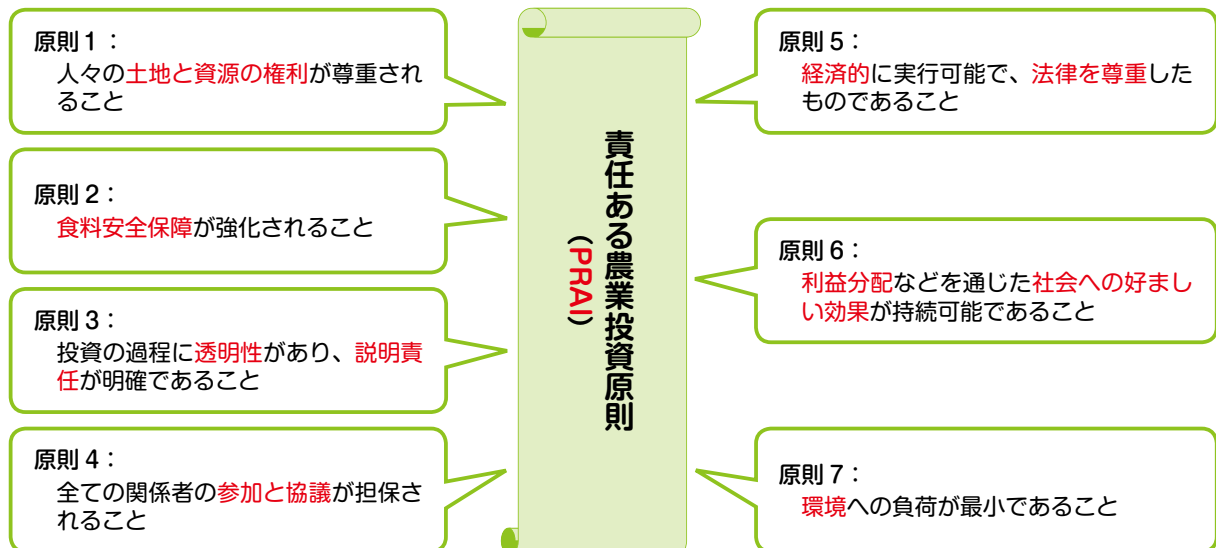 原則1：
人々の土地と資源の権利が尊重され
ること
原則2：
食料安全保障が強化されること
原則3：
投資の過程に透明性があり、説明責
任が明確であること
原則4：
全ての関係者の参加と協議が担保さ
れること
責任ある農業投資原則
(PRAI)
原則5：
経済的に実行可能で、法律を尊重した
ものであること
原則6：
利益分配などを通じた社会への好まし
い効果が持続可能であること
原則7：
環境への負荷が最小であること